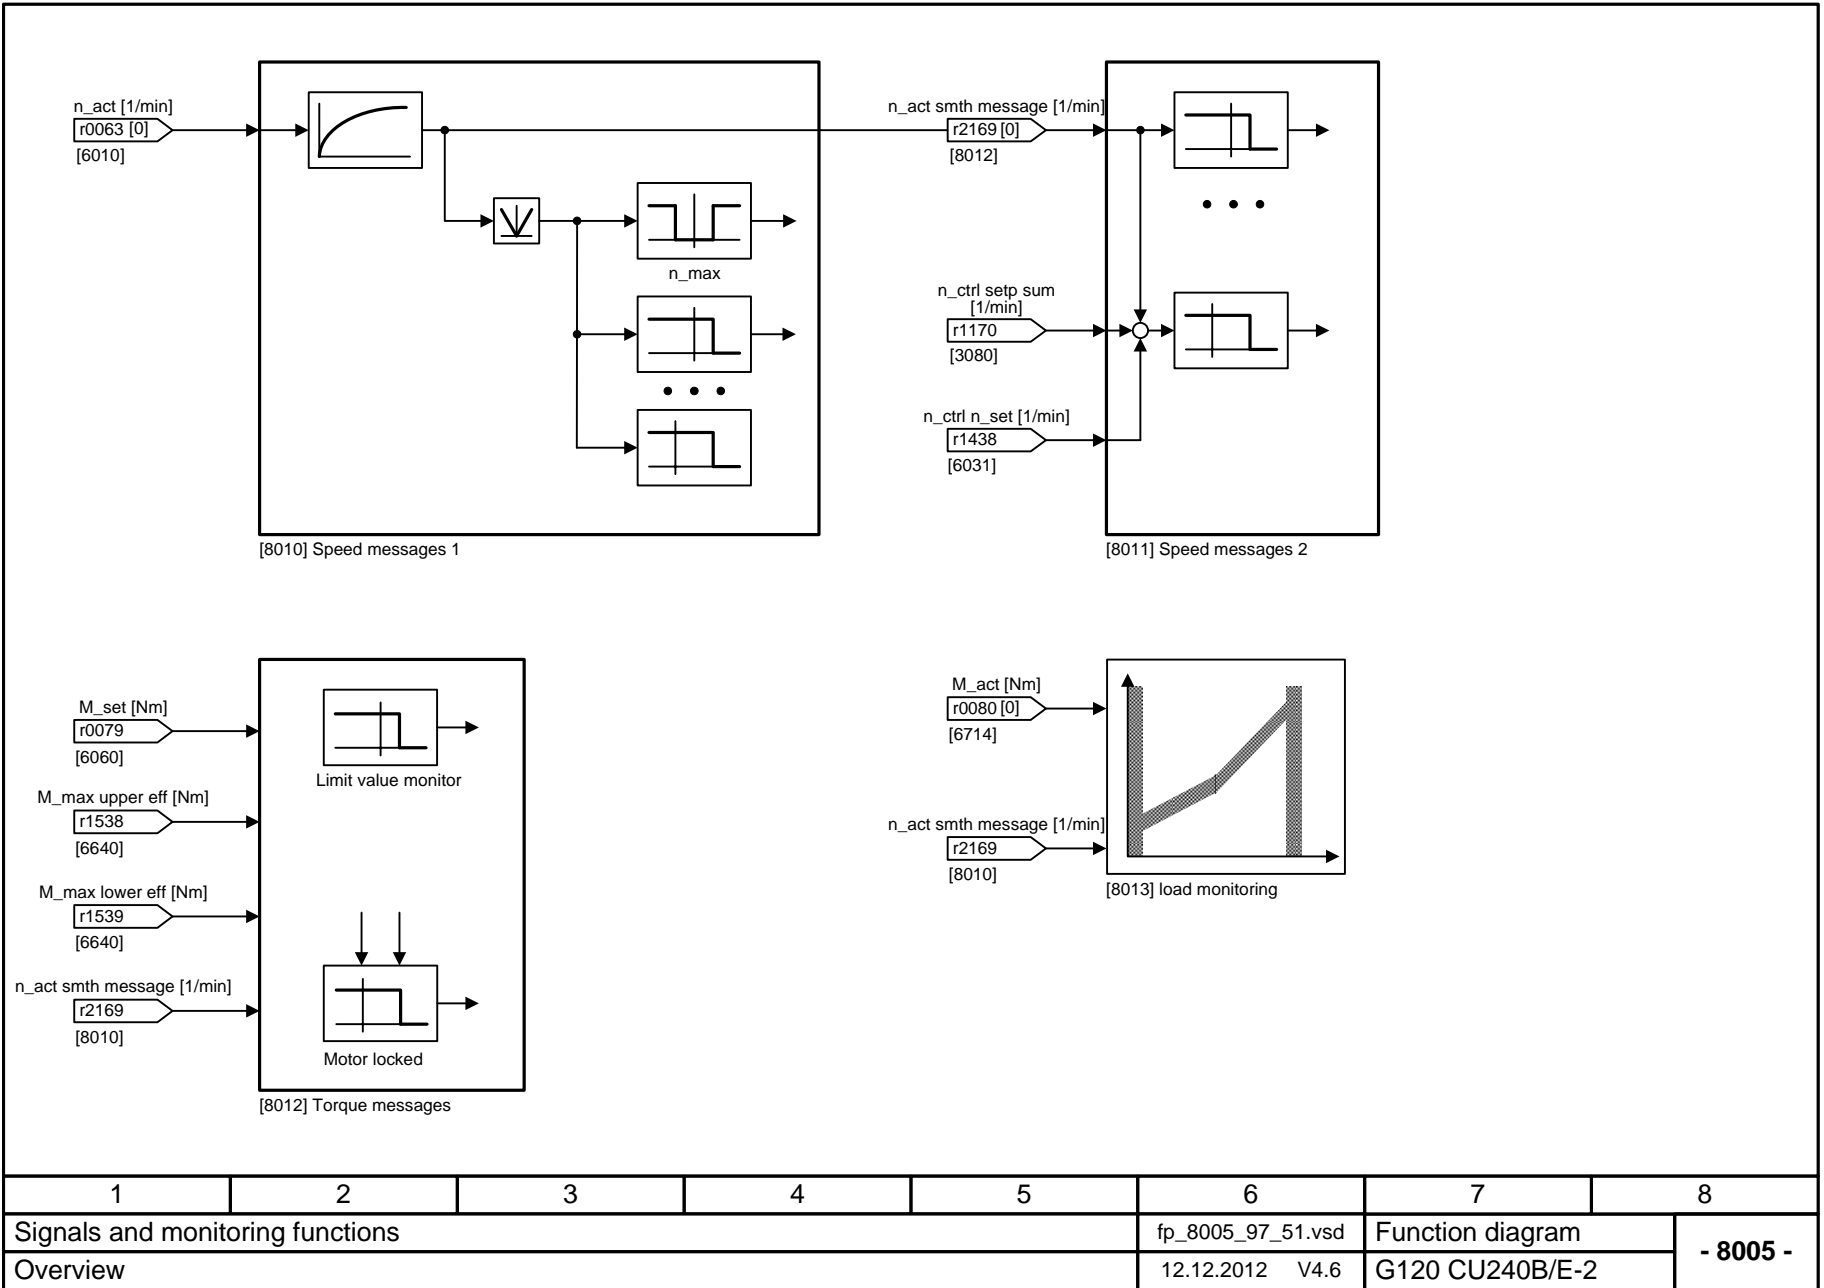 n_act [1/min]
r0063 [0]
[6010]
n_max
[8010] Speed messages 1
n_act smth message [1/min]
r2169 [0]
[8012]
n_ctrl setp sum
[1/min]
r1170
[3080]
n_ctrl n_set [1/min]
r1438
[6031]
[8011] Speed messages 2
M_set [Nm]
r0079
[6060]
M_max upper eff [Nm]
r1538
[6640]
M_max lower eff [Nm]
r1539
[6640]
n_act smth message [1/min]
r2169
[8010]
Limit value monitor
Motor locked
[8012] Torque messages
M_act [Nm]
r0080 [0]
[6714]
n_act smth message [1/min]
r2169
[8010]
[8013] load monitoring
1 2 3 4 5 6 7 8
Signals and monitoring functions fp_8005_97_51.vsd Function diagram
- 8005 -
Overview 12.12.2012 V4.6 G120 CU240B/E-2